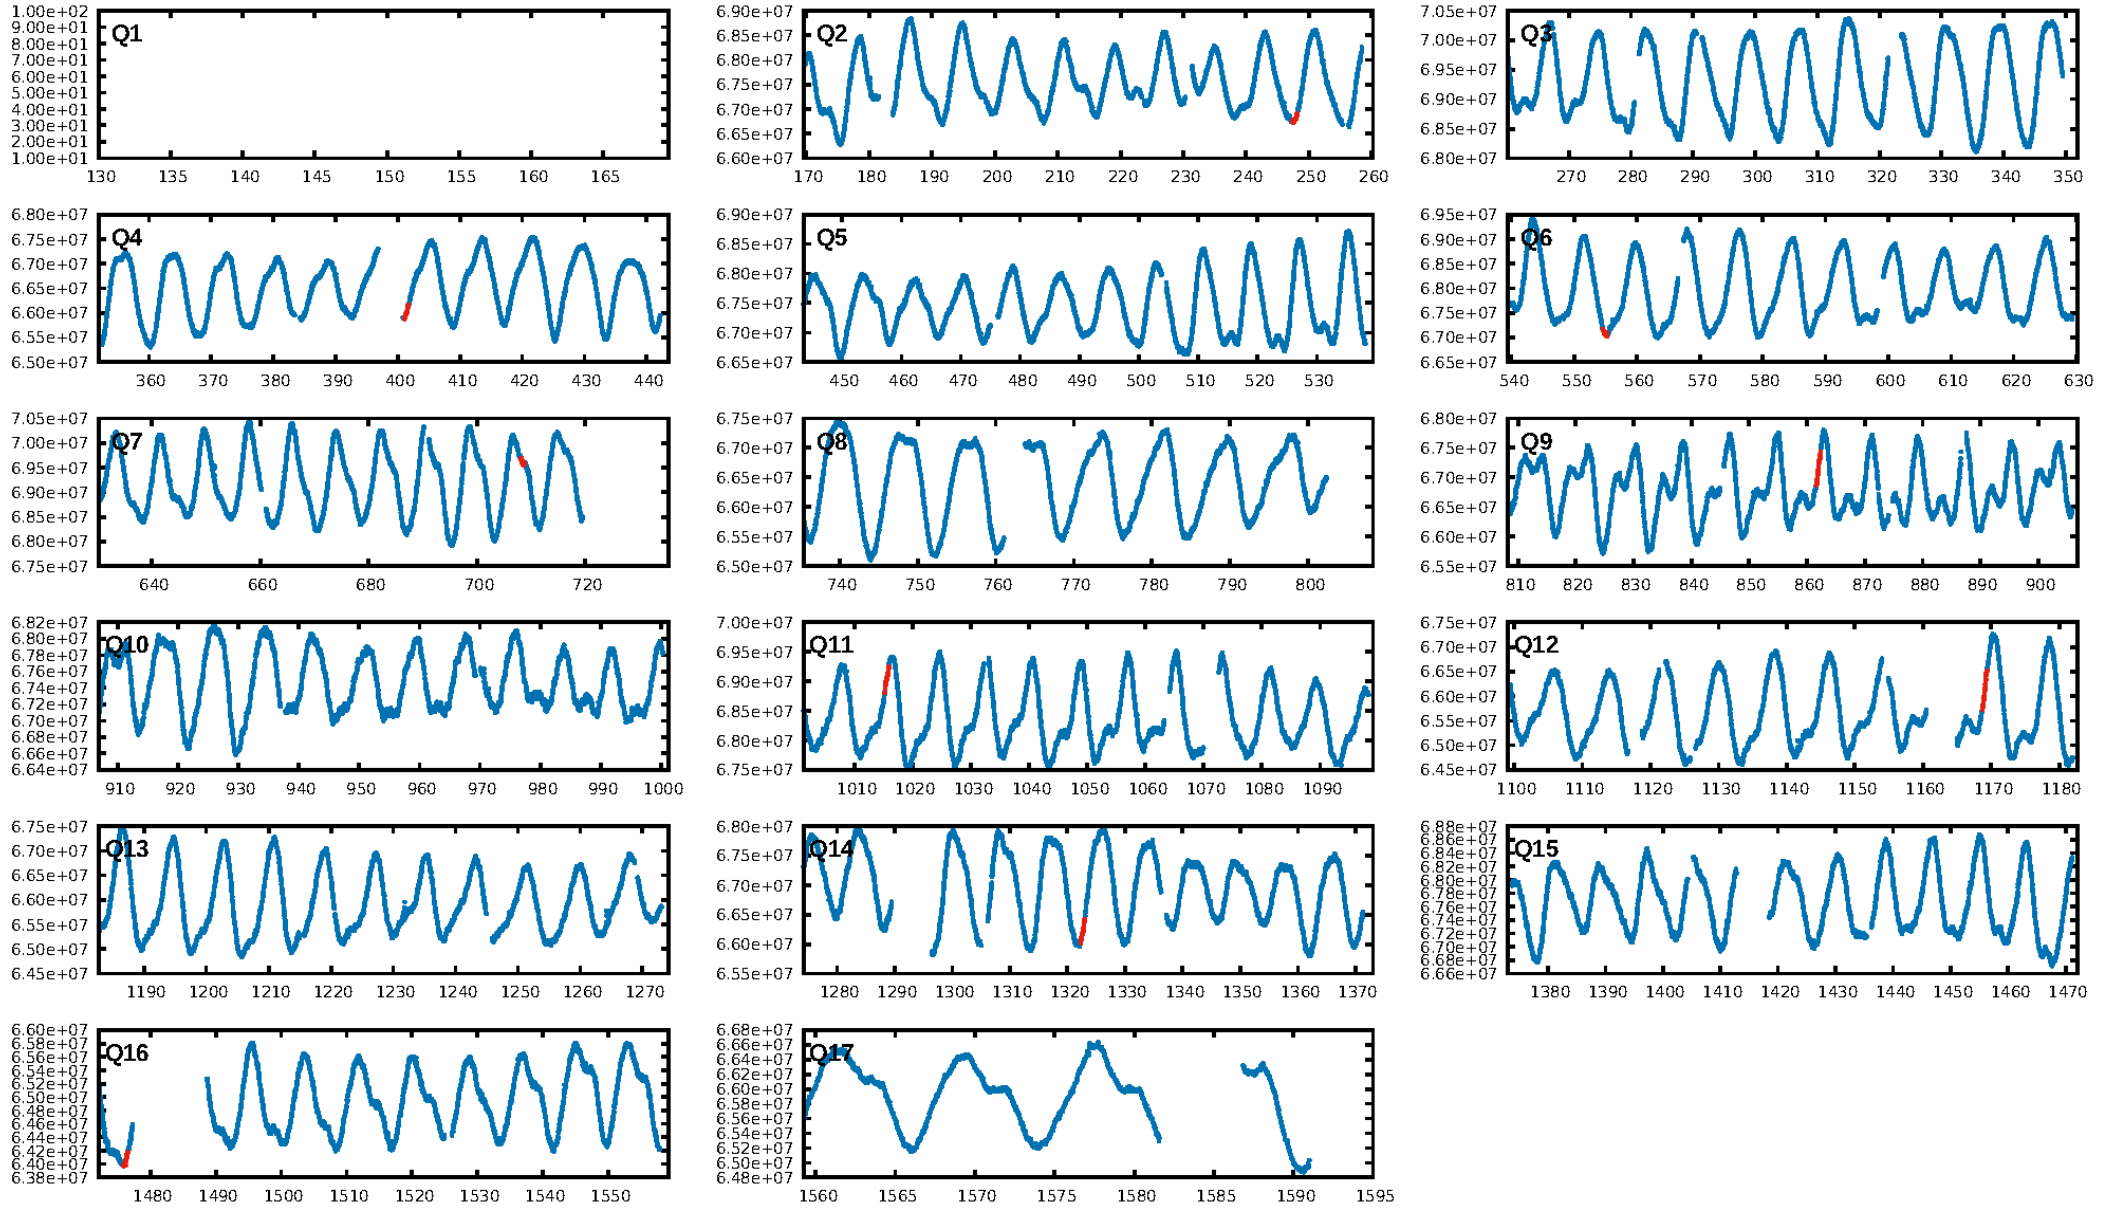 1.00e+02
9.00e+01
8.00e+01
7.00e+01
6.00e+01
5.00e+01
4.00e+01
3.00e+01
2.00e+01
1.00e+01
Q1
130 135 140 145 150 155 160 165
6.90e+07
6.85e+07
6.80e+07
6.75e+07
6.70e+07
6.65e+07
6.60e+07
Q2
170 180 190 200 210 220 230 240 250 260
7.05e+07
7.00e+07
6.95e+07
6.90e+07
6.85e+07
6.80e+07
Q3
270 280 290 300 310 320 330 340 350
6.80e+07
6.75e+07
6.70e+07
6.65e+07
6.60e+07
6.55e+07
6.50e+07
Q4
360 370 380 390 400 410 420 430 440
6.90e+07
6.85e+07
6.80e+07
6.75e+07
6.70e+07
6.65e+07
Q5
450 460 470 480 490 500 510 520 530
6.95e+07
6.90e+07
6.85e+07
6.80e+07
6.75e+07
6.70e+07
6.65e+07
Q6
540 550 560 570 580 590 600 610 620 630
7.05e+07
7.00e+07
6.95e+07
6.90e+07
6.85e+07
6.80e+07
6.75e+07
Q7
640 660 680 700 720
6.75e+07
6.70e+07
6.65e+07
6.60e+07
6.55e+07
6.50e+07
Q8
740 750 760 770 780 790 800
6.80e+07
6.75e+07
6.70e+07
6.65e+07
6.60e+07
6.55e+07
Q9
810 820 830 840 850 860 870 880 890 900
6.82e+07
6.80e+07
6.78e+07
6.76e+07
6.74e+07
6.72e+07
6.70e+07
6.68e+07
6.66e+07
6.64e+07
Q10
910 920 930 940 950 960 970 980 990 1000
7.00e+07
6.95e+07
6.90e+07
6.85e+07
6.80e+07
6.75e+07
Q11
1010 1020 1030 1040 1050 1060 1070 1080 1090
6.75e+07
6.70e+07
6.65e+07
6.60e+07
6.55e+07
6.50e+07
6.45e+07
Q12
1100 1110 1120 1130 1140 1150 1160 1170 1180
6.75e+07
6.70e+07
6.65e+07
6.60e+07
6.55e+07
6.50e+07
6.45e+07
Q13
1190 1200 1210 1220 1230 1240 1250 1260 1270
6.80e+07
6.75e+07
6.70e+07
6.65e+07
6.60e+07
6.55e+07
Q14
1280 1290 1300 1310 1320 1330 1340 1350 1360 1370
6.88e+07
6.86e+07
6.84e+07
6.82e+07
6.80e+07
6.78e+07
6.76e+07
6.74e+07
6.72e+07
6.70e+07
6.68e+07
6.66e+07
Q15
1380 1390 1400 1410 1420 1430 1440 1450 1460 1470
6.60e+07
6.58e+07
6.56e+07
6.54e+07
6.52e+07
6.50e+07
6.48e+07
6.46e+07
6.44e+07
6.42e+07
6.40e+07
6.38e+07
Q16
1480 1490 1500 1510 1520 1530 1540 1550
6.68e+07
6.66e+07
6.64e+07
6.62e+07
6.60e+07
6.58e+07
6.56e+07
6.54e+07
6.52e+07
6.50e+07
6.48e+07
Q17
1560 1565 1570 1575 1580 1585 1590 1595